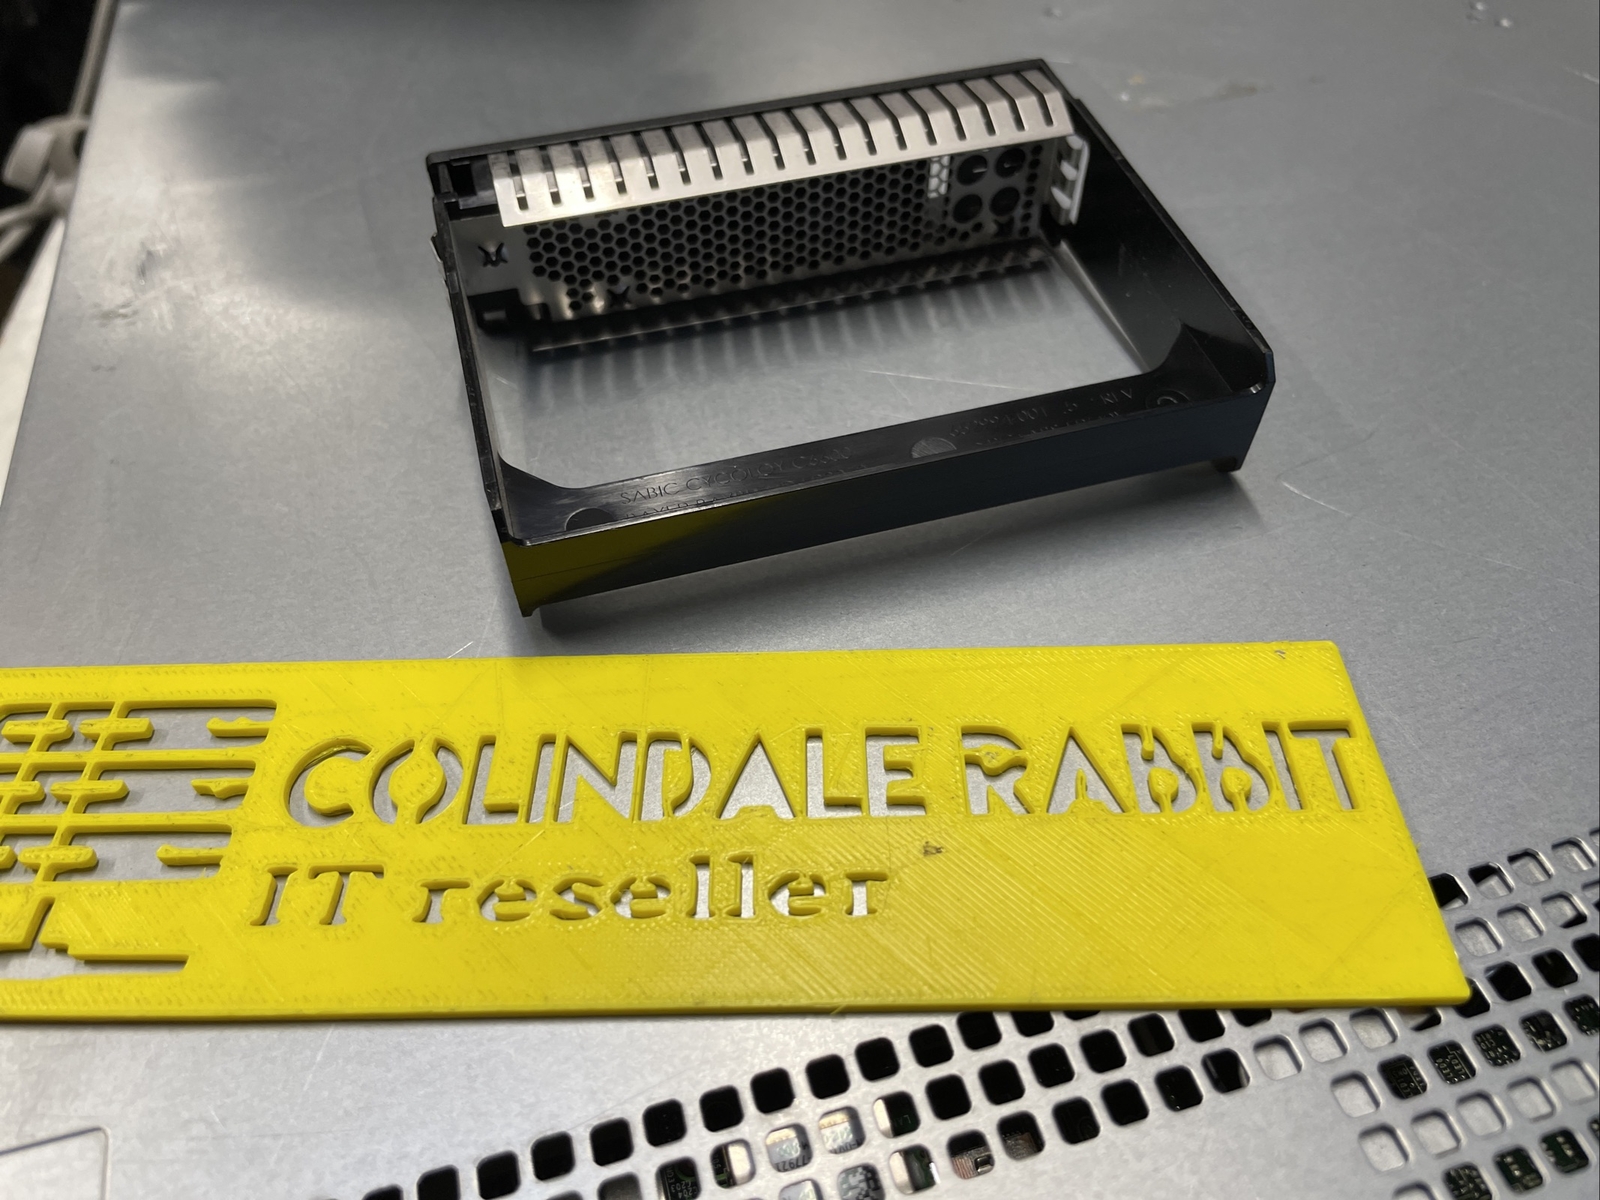 SABIC CYCOLOY
COLINDALE RABBIT
IT reseller